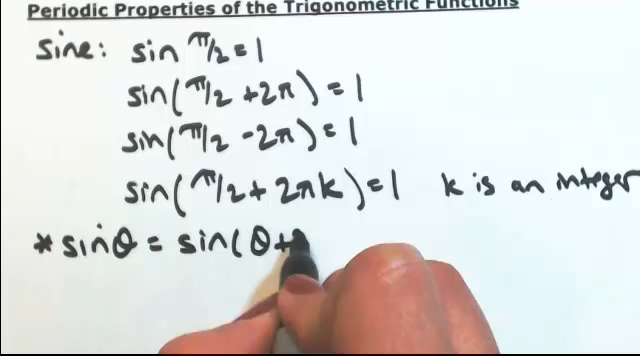 Periodic Properties of the Trigonometric Functions
Sine: sin π/2 = 1
sin(π/2 + 2π) = 1
sin(π/2 - 2π) = 1
sin(π/2 + 2πk) = 1 k is an integer
* sinθ = sin(θ+